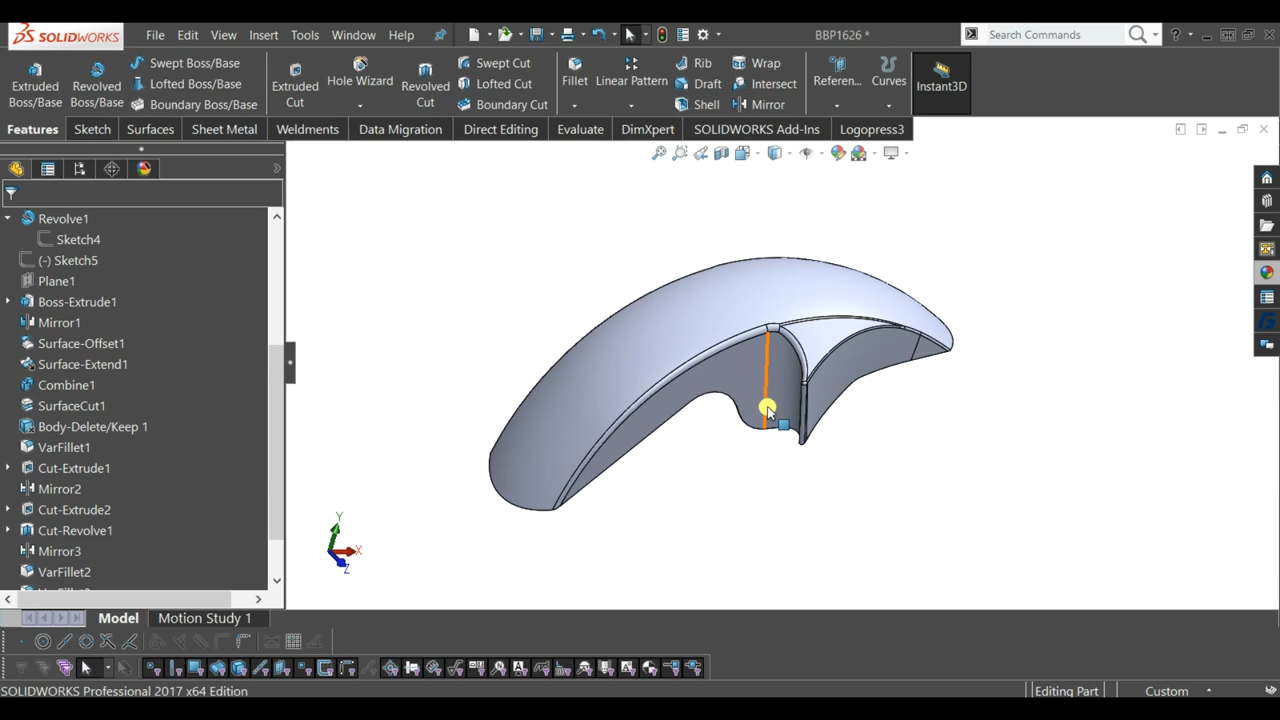 SOLIDWORKS File Edit View Insert Tools Window Help BBP1626 * Search Commands ?
Extruded Boss/Base Revolved Boss/Base Swept Boss/Base Lofted Boss/Base Boundary Boss/Base Extruded Cut Hole Wizard Revolved Cut Swept Cut Lofted Cut Boundary Cut Fillet Linear Pattern Rib Draft Shell Wrap Intersect Mirror Referen... Curves Instant3D
Features Sketch Surfaces Sheet Metal Weldments Data Migration Direct Editing Evaluate DimXpert SOLIDWORKS Add-Ins Logopress3
Revolve1
Sketch4
(-) Sketch5
Plane1
Boss-Extrude1
Mirror1
Surface-Offset1
Surface-Extend1
Combine1
SurfaceCut1
Body-Delete/Keep 1
VarFillet1
Cut-Extrude1
Mirror2
Cut-Extrude2
Cut-Revolve1
Mirror3
VarFillet2
Y
X
Z
Model Motion Study 1
SOLIDWORKS Professional 2017 x64 Edition Editing Part Custom